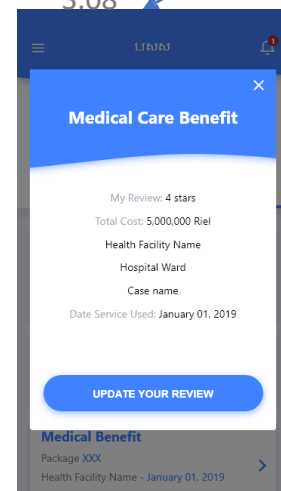 3.08
បសស
1
Medical Care Benefit
My Review: 4 stars
Total Cost: 5,000,000 Riel
Health Facility Name
Hospital Ward
Case name
Date Service Used: January 01, 2019
UPDATE YOUR REVIEW
Medical Benefit
Package XXX
Health Facility Name - January 01, 2019